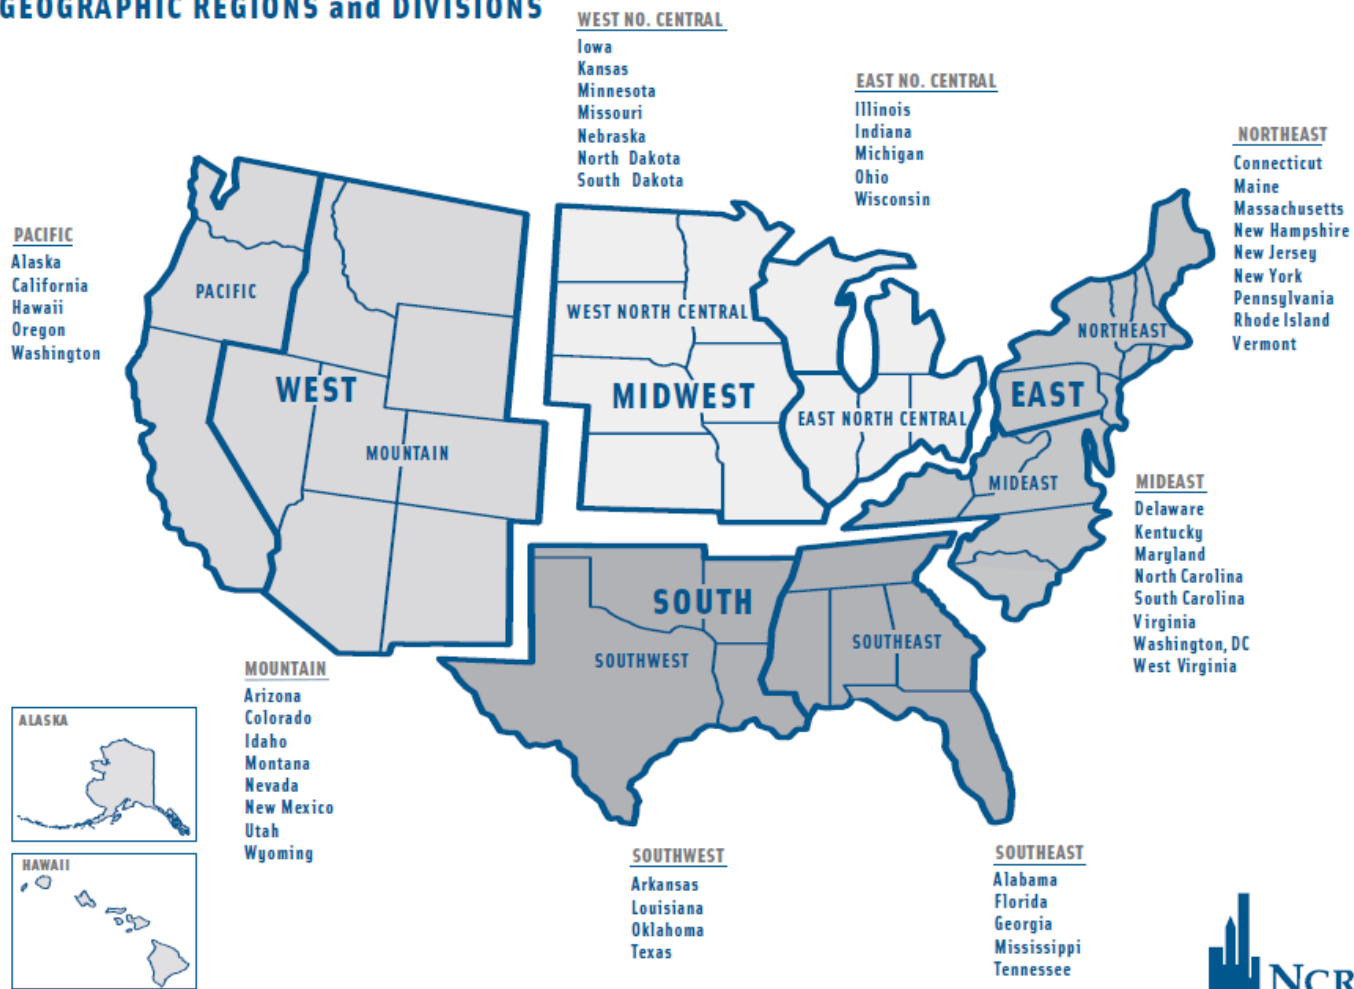 GEOGRAPHIC REGIONS and DIVISIONS
WEST NO. CENTRAL
Iowa
Kansas
Minnesota
Missouri
Nebraska
North Dakota
South Dakota
EAST NO. CENTRAL
Illinois
Indiana
Michigan
Ohio
Wisconsin
NORTHEAST
Connecticut
Maine
Massachusetts
New Hampshire
New Jersey
New York
Pennsylvania
Rhode Island
Vermont
PACIFIC
Alaska
California
Hawaii
Oregon
Washington
PACIFIC
WEST
MOUNTAIN
WEST NORTH CENTRAL
MIDWEST
EAST NORTH CENTRAL
NORTHEAST
EAST
MIDEAST
SOUTH
SOUTHWEST
SOUTHEAST
MIDEAST
Delaware
Kentucky
Maryland
North Carolina
South Carolina
Virginia
Washington, DC
West Virginia
MOUNTAIN
Arizona
Colorado
Idaho
Montana
Nevada
New Mexico
Utah
Wyoming
ALASKA
HAWAII
SOUTHWEST
Arkansas
Louisiana
Oklahoma
Texas
SOUTHEAST
Alabama
Florida
Georgia
Mississippi
Tennessee
NCR